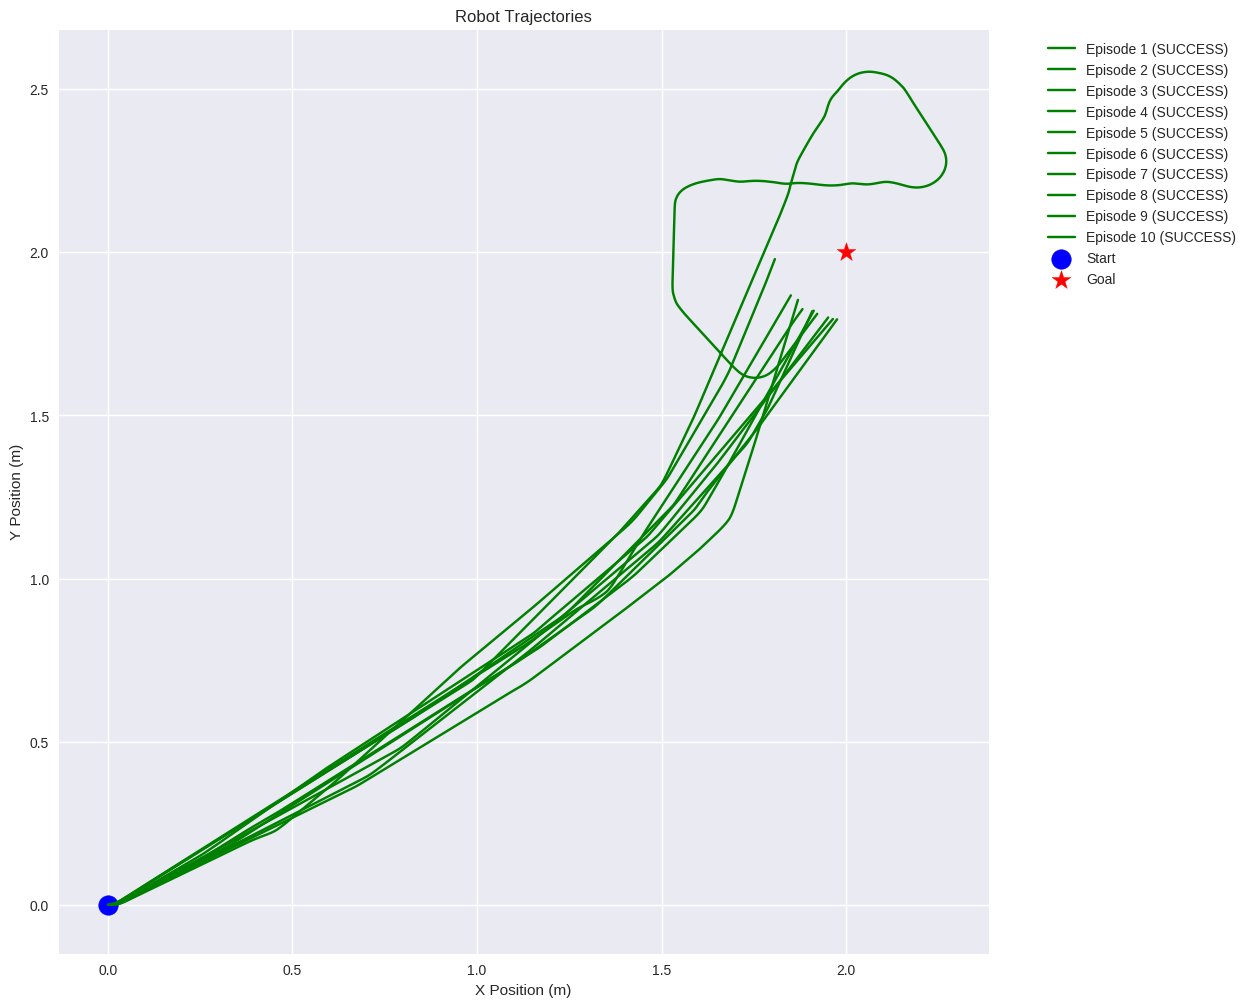 Robot Trajectories
Episode 1 (SUCCESS)
Episode 2 (SUCCESS)
Episode 3 (SUCCESS)
Episode 4 (SUCCESS)
Episode 5 (SUCCESS)
Episode 6 (SUCCESS)
Episode 7 (SUCCESS)
Episode 8 (SUCCESS)
Episode 9 (SUCCESS)
Episode 10 (SUCCESS)
Start
Goal
Y Position (m)
2.5
2.0
1.5
1.0
0.5
0.0
0.0 0.5 1.0 1.5 2.0
X Position (m)